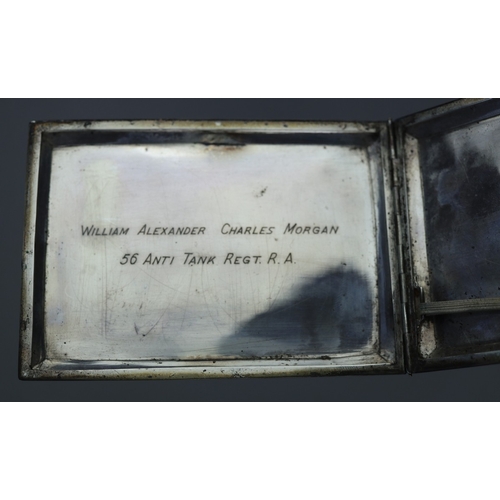 WILLIAM ALEXANDER CHARLES MORGAN
56 ANTI TANK REGT. R.A.